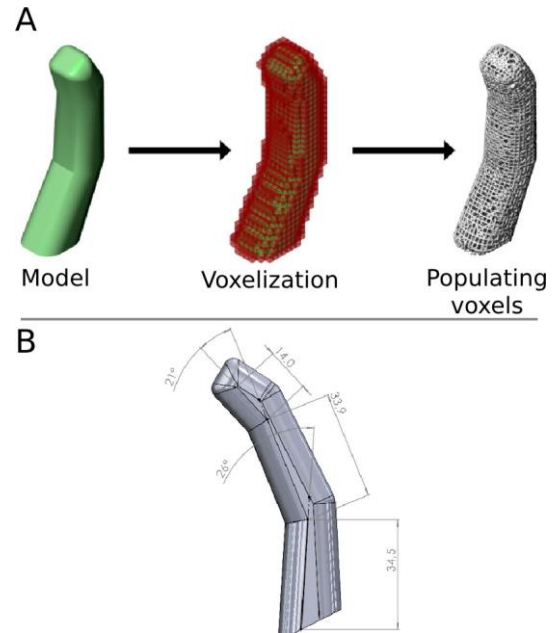 A
Model
Voxelization
Populating
voxels
B
21°
14,0
33,9
26°
34,5